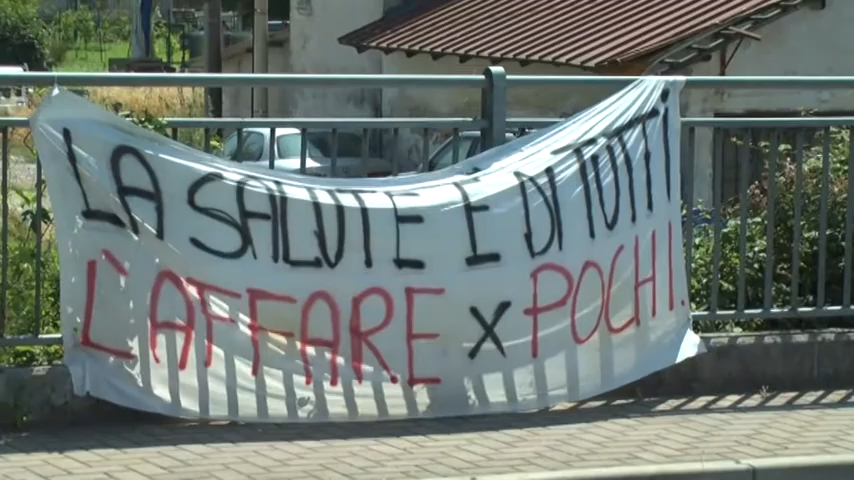 LA SALUTE È DI TUTTI
L'AFFARE x POCHI.